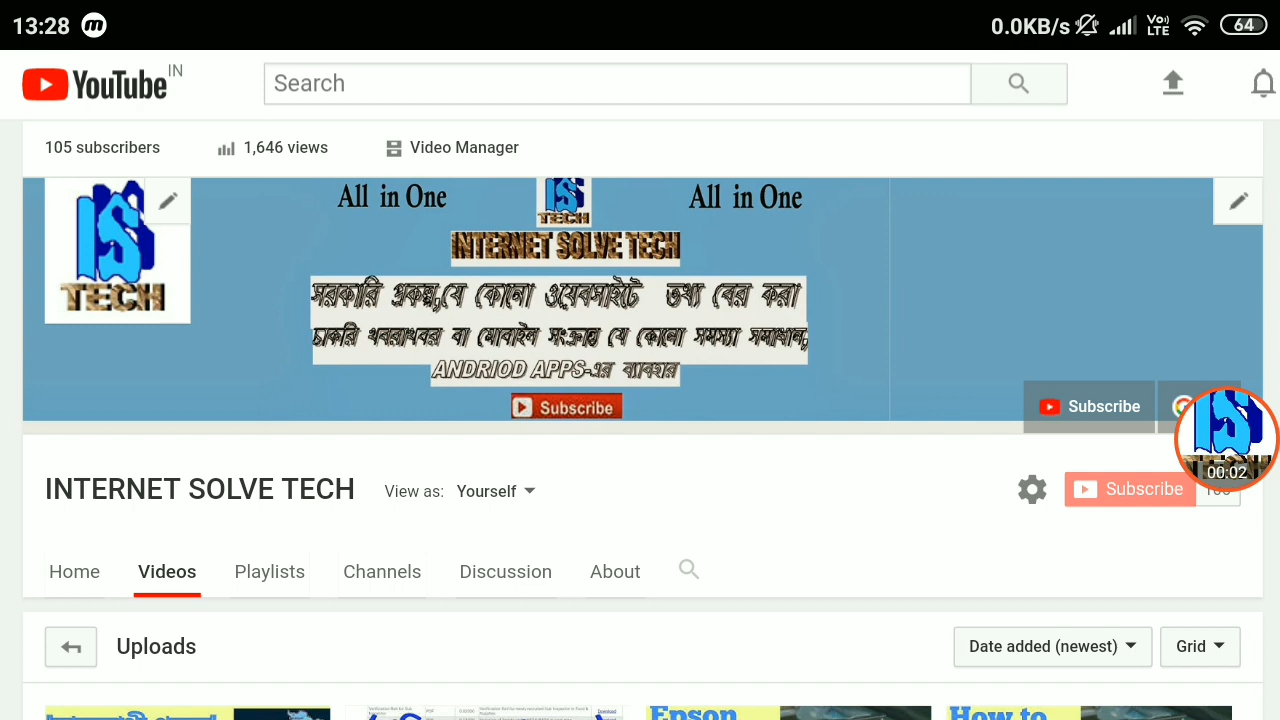 13:28
0.0KB/s
Vo)) LTE
64
YouTube IN
Search
105 subscribers
1,646 views
Video Manager
IS
TECH
All in One
IS
TECH
All in One
INTERNET SOLVE TECH
সরকারি প্রকল্প,যে কোনো ওয়েবসাইটে তথ্য বের করা
চাকরি খবরাখবর বা মোবাইল সংক্রান্ত যে কোনো সমস্যা সমাধান,
ANDRIOD APPS-এর ব্যাবহার
Subscribe
Subscribe
00:02
INTERNET SOLVE TECH
View as: Yourself
Subscribe
Home
Videos
Playlists
Channels
Discussion
About
Uploads
Date added (newest)
Grid
Epson
How to